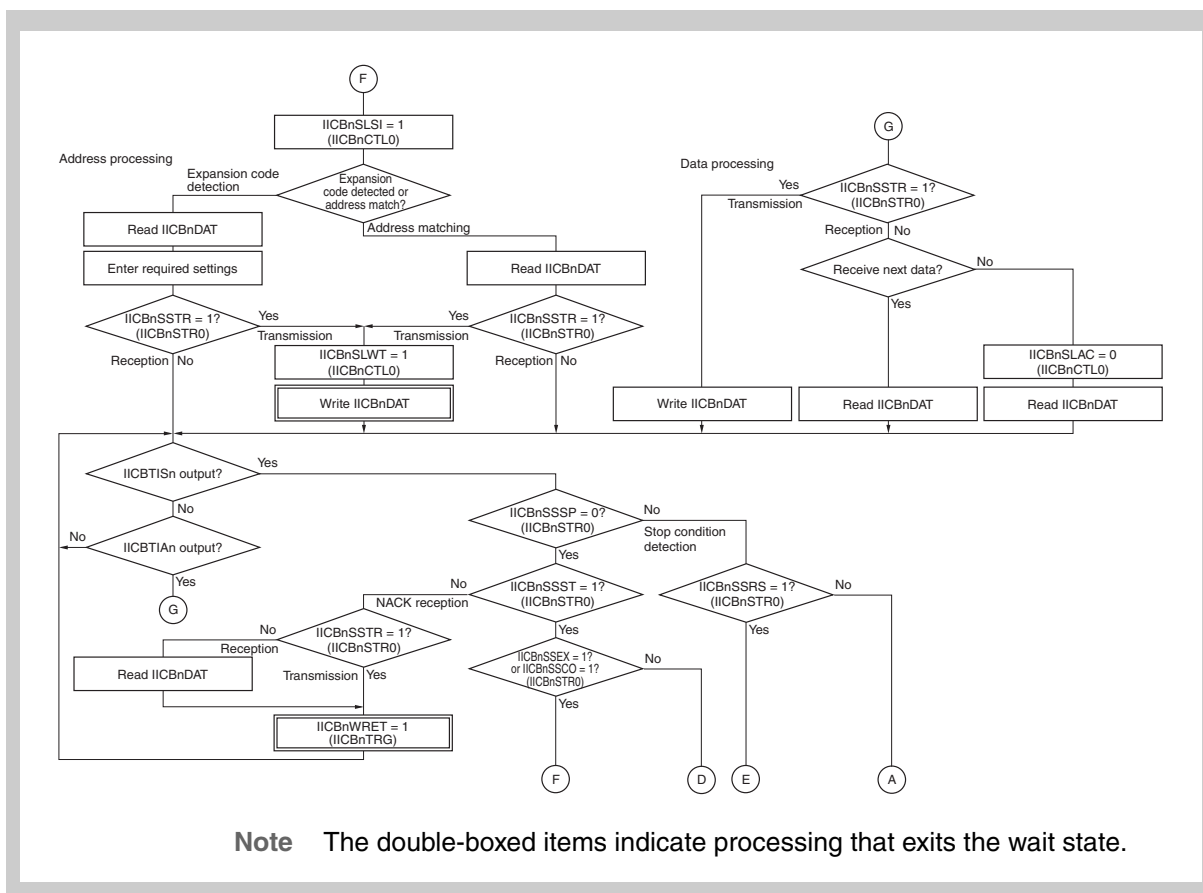 F
IICBnSLSI = 1
(IICBnCTL0)
G
Address processing
Expansion code
detection
Expansion
code detected or
address match?
Data processing
Yes
Transmission
IICBnSSTR = 1?
(IICBnSTR0)
Read IICBnDAT
Address matching
Reception
No
Enter required settings
Read IICBnDAT
Receive next data?
No
Yes
IICBnSSTR = 1?
(IICBnSTR0)
Yes
Transmission
Yes
Transmission
IICBnSSTR = 1?
(IICBnSTR0)
Reception
No
IICBnSLWT = 1
(IICBnCTL0)
Reception
No
IICBnSLAC = 0
(IICBnCTL0)
Write IICBnDAT
Write IICBnDAT
Read IICBnDAT
Read IICBnDAT
IICBTISn output?
Yes
No
IICBnSSSP = 0?
(IICBnSTR0)
No
Stop condition
detection
No
IICBTIAn output?
Yes
Yes
G
No
NACK reception
IICBnSSST = 1?
(IICBnSTR0)
IICBnSSRS = 1?
(IICBnSTR0)
No
Yes
Yes
No
Reception
IICBnSSTR = 1?
(IICBnSTR0)
IICBnSSEX = 1?
or IICBnSSCO = 1?
(IICBnSTR0)
No
Read IICBnDAT
Transmission
Yes
Yes
IICBnWRET = 1
(IICBnTRG)
F
D
E
A
Note The double-boxed items indicate processing that exits the wait state.